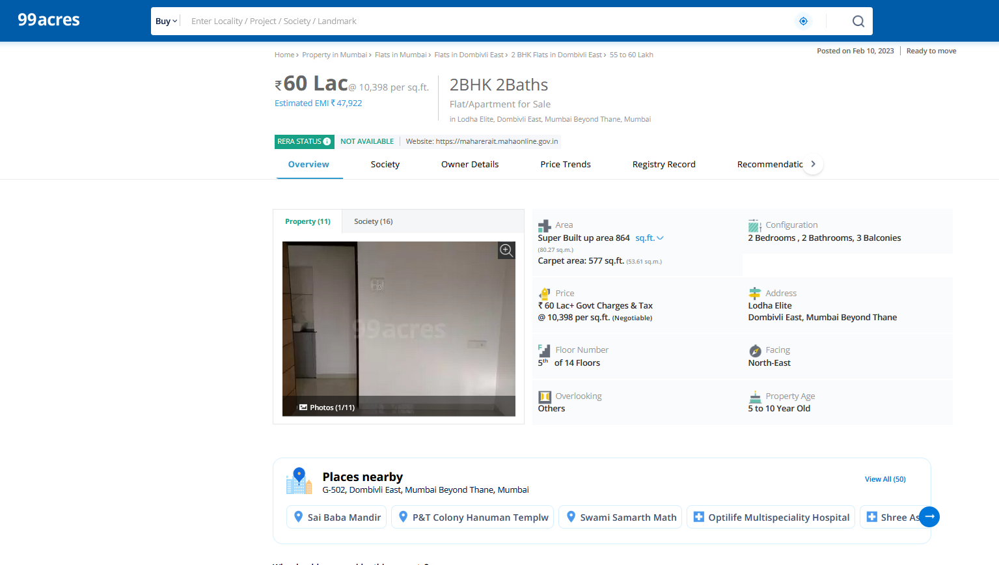 99acres
Buy
Enter Locality / Project / Society / Landmark
Home › Property in Mumbai › Flats in Mumbai › Flats in Dombivli East › 2 BHK Flats in Dombivli East › 55 to 60 Lakh
Posted on Feb 10, 2023 | Ready to move
₹60 Lac@ 10,398 per sq.ft.
Estimated EMI ₹ 47,922
2BHK 2Baths
Flat/Apartment for Sale
in Lodha Elite, Dombivli East, Mumbai Beyond Thane, Mumbai
RERA STATUS NOT AVAILABLE | Website: https://maharerait.mahaonline.gov.in
Overview Society Owner Details Price Trends Registry Record Recommendatio
Property (11)
Society (16)
99acres
Photos (1/11)
Area
Super Built up area 864 sq.ft.
(80.27 sq.m.)
Carpet area: 577 sq.ft. (53.61 sq.m.)
Configuration
2 Bedrooms , 2 Bathrooms, 3 Balconies
Price
₹ 60 Lac+ Govt Charges & Tax
@ 10,398 per sq.ft. (Negotiable)
Address
Lodha Elite
Dombivli East, Mumbai Beyond Thane
Floor Number
5th of 14 Floors
Facing
North-East
Overlooking
Others
Property Age
5 to 10 Year Old
Places nearby
G-502, Dombivli East, Mumbai Beyond Thane, Mumbai
View All (50)
Sai Baba Mandir
P&T Colony Hanuman Templw
Swami Samarth Math
Optilife Multispeciality Hospital
Shree As